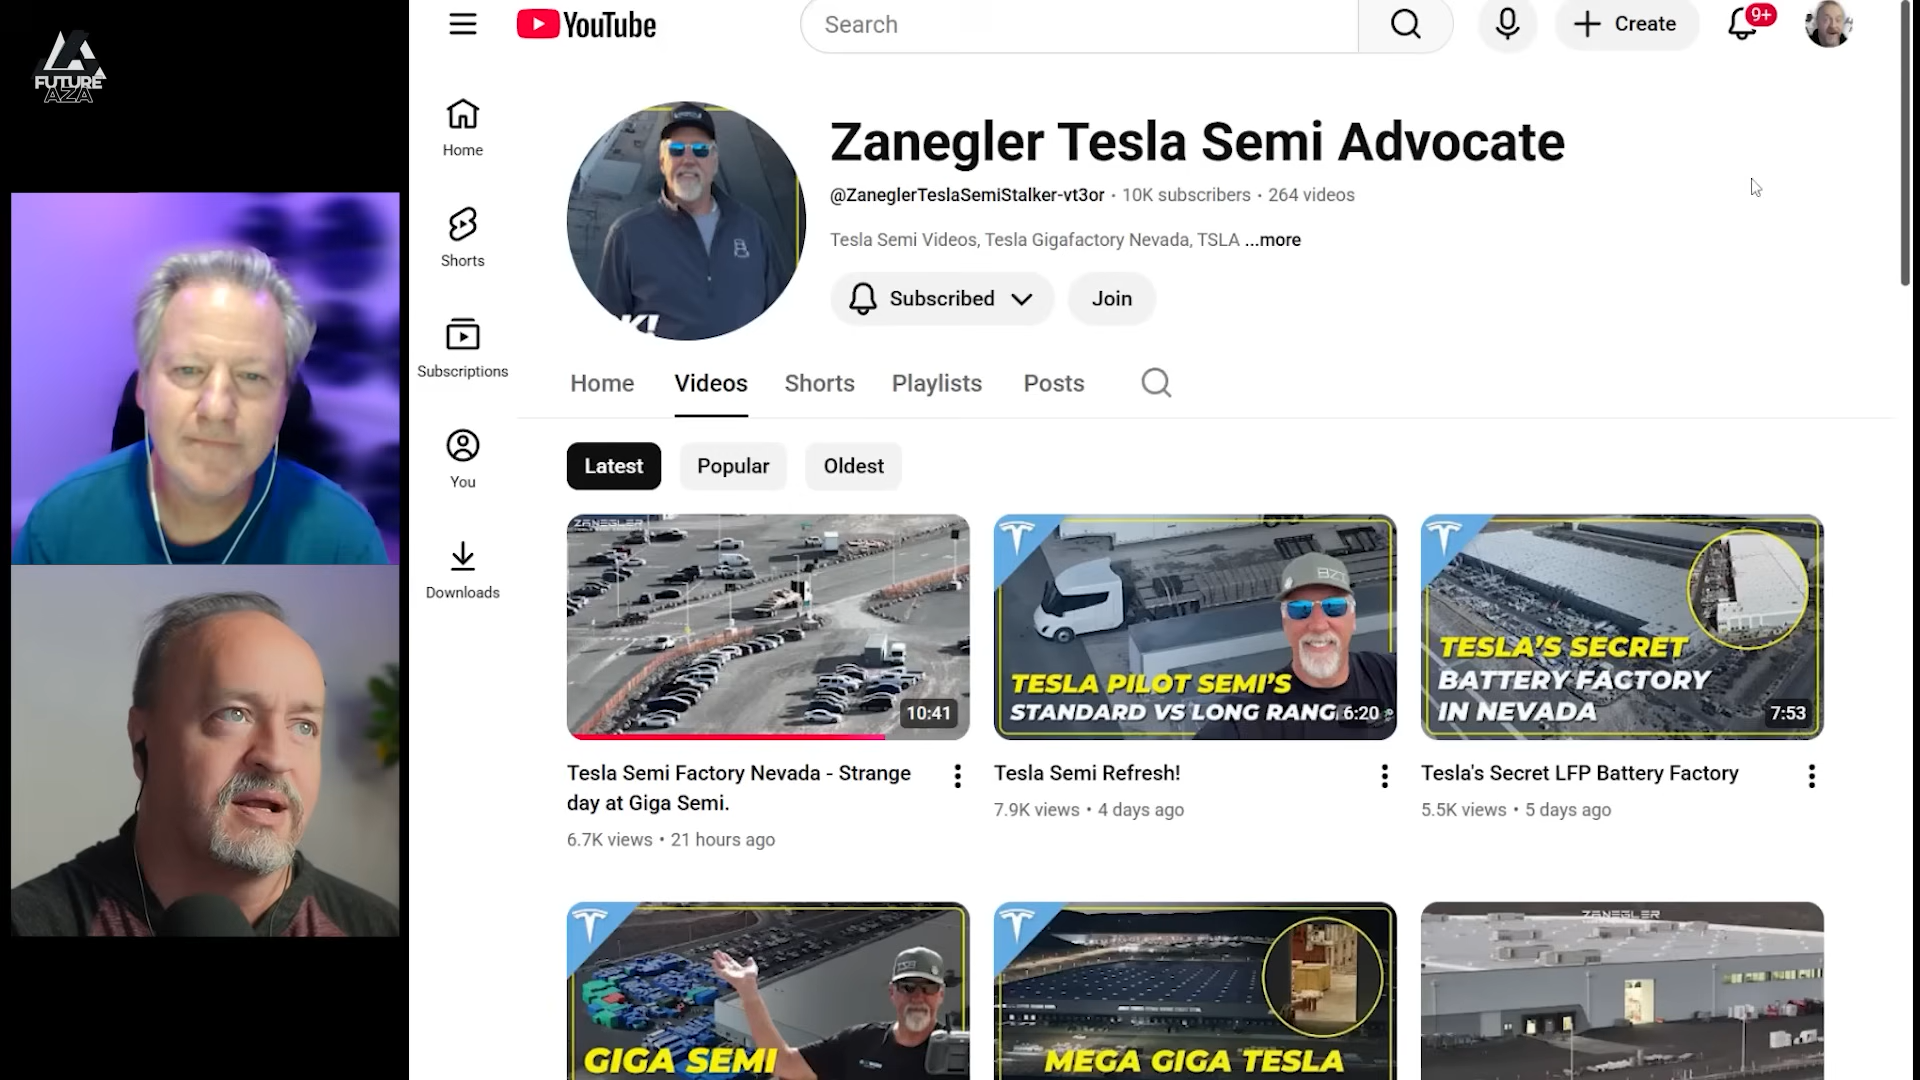 FUTURE
AZA
YouTube
Search
Create
9+
Home
Shorts
Subscriptions
You
Downloads
Zanegler Tesla Semi Advocate
@ZaneglerTeslaSemiStalker-vt3or · 10K subscribers · 264 videos
Tesla Semi Videos, Tesla Gigafactory Nevada, TSLA ...more
Subscribed
Join
Home
Videos
Shorts
Playlists
Posts
Latest
Popular
Oldest
ZANEGLER
10:41
Tesla Semi Factory Nevada - Strange
day at Giga Semi.
6.7K views • 21 hours ago
TESLA PILOT SEMI'S
STANDARD VS LONG RANG
6:20
Tesla Semi Refresh!
7.9K views • 4 days ago
TESLA'S SECRET
BATTERY FACTORY
IN NEVADA
7:53
Tesla's Secret LFP Battery Factory
5.5K views • 5 days ago
GIGA SEMI
MEGA GIGA TESLA
ZANEGLER